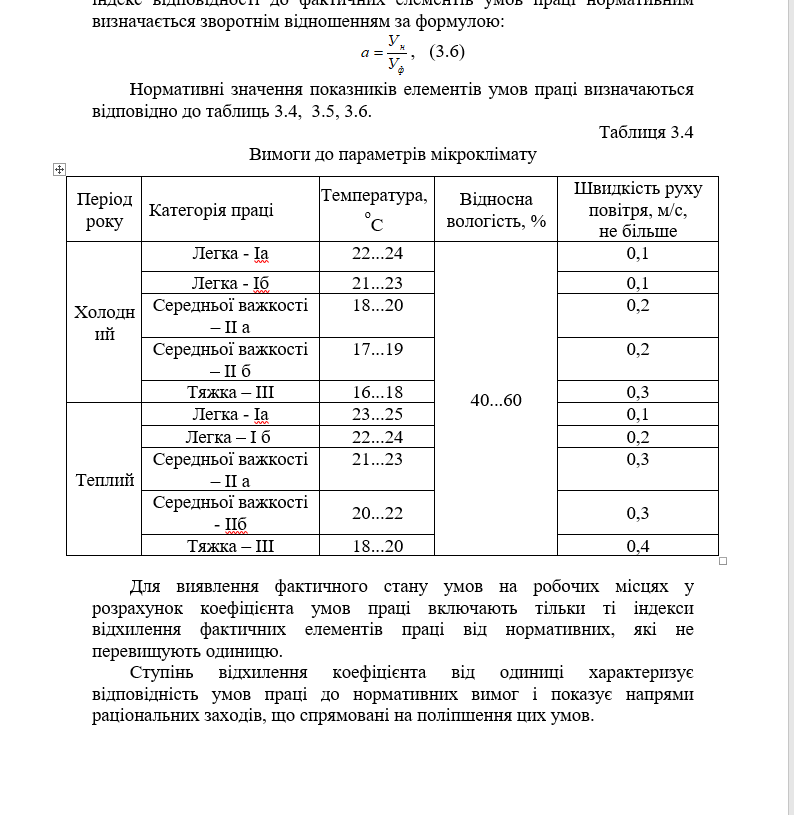 індекс відповідності до фактичних елементів умов праці нормативним
визначається зворотнім відношенням за формулою:
a = Ун / Уф , (3.6)
Нормативні значення показників елементів умов праці визначаються
відповідно до таблиць 3.4, 3.5, 3.6.
Таблиця 3.4
Вимоги до параметрів мікроклімату
Період року | Категорія праці | Температура, °С | Відносна вологість, % | Швидкість руху повітря, м/с, не більше
Холодний | Легка - Іа | 22...24 | 40...60 | 0,1
Легка - Іб | 21...23 | 0,1
Середньої важкості – ІІ а | 18...20 | 0,2
Середньої важкості – ІІ б | 17...19 | 0,2
Тяжка – ІІІ | 16...18 | 0,3
Теплий | Легка - Іа | 23...25 | 0,1
Легка – І б | 22...24 | 0,2
Середньої важкості – ІІ а | 21...23 | 0,3
Середньої важкості - ІІб | 20...22 | 0,3
Тяжка – ІІІ | 18...20 | 0,4
Для виявлення фактичного стану умов на робочих місцях у
розрахунок коефіцієнта умов праці включають тільки ті індекси
відхилення фактичних елементів праці від нормативних, які не
перевищують одиницю.
Ступінь відхилення коефіцієнта від одиниці характеризує
відповідність умов праці до нормативних вимог і показує напрями
раціональних заходів, що спрямовані на поліпшення цих умов.